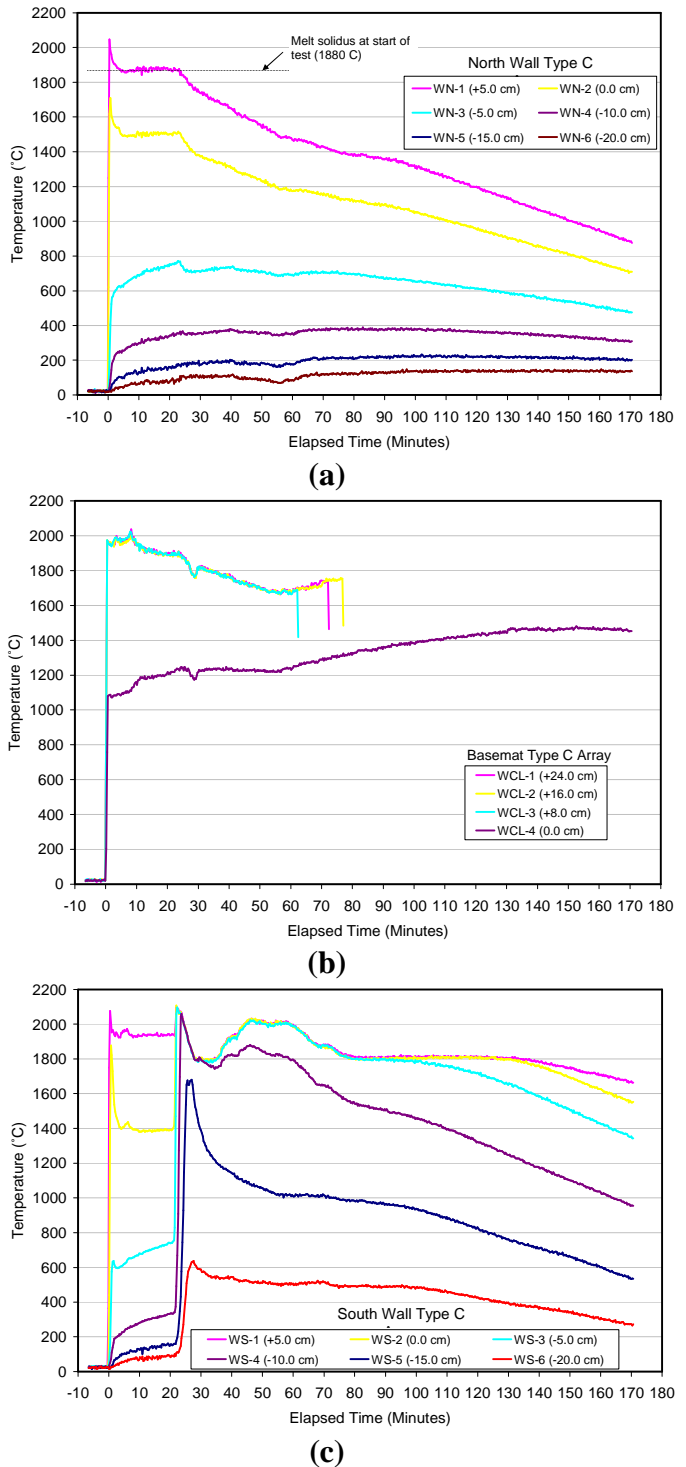 2200
2000
1800
1600
1400
1200
1000
800
600
400
200
0
Temperature (˚C)
Melt solidus at start of
test (1880 C)
North Wall Type C
WN-1 (+5.0 cm) WN-2 (0.0 cm)
WN-3 (-5.0 cm) WN-4 (-10.0 cm)
WN-5 (-15.0 cm) WN-6 (-20.0 cm)
-10 0 10 20 30 40 50 60 70 80 90 100 110 120 130 140 150 160 170 180
Elapsed Time (Minutes)
(a)
2200
2000
1800
1600
1400
1200
1000
800
600
400
200
0
Temperature (˚C)
Basemat Type C Array
WCL-1 (+24.0 cm)
WCL-2 (+16.0 cm)
WCL-3 (+8.0 cm)
WCL-4 (0.0 cm)
-10 0 10 20 30 40 50 60 70 80 90 100 110 120 130 140 150 160 170 180
Elapsed Time (Minutes)
(b)
2200
2000
1800
1600
1400
1200
1000
800
600
400
200
0
Temperature (˚C)
South Wall Type C
WS-1 (+5.0 cm) WS-2 (0.0 cm) WS-3 (-5.0 cm)
WS-4 (-10.0 cm) WS-5 (-15.0 cm) WS-6 (-20.0 cm)
-10 0 10 20 30 40 50 60 70 80 90 100 110 120 130 140 150 160 170 180
Elapsed Time (Minutes)
(c)